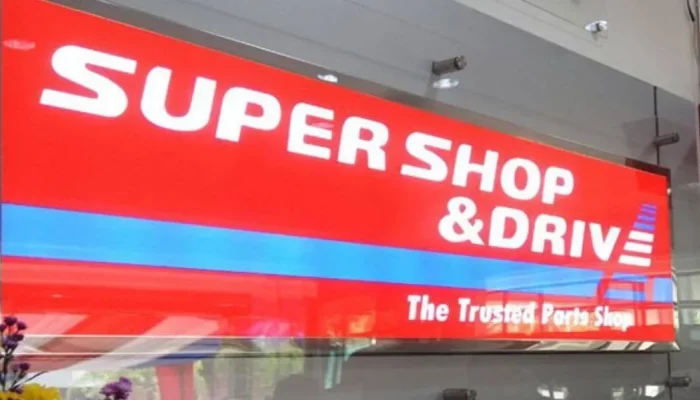 SUPER SHOP
& DRIVE
The Trusted Parts Shop